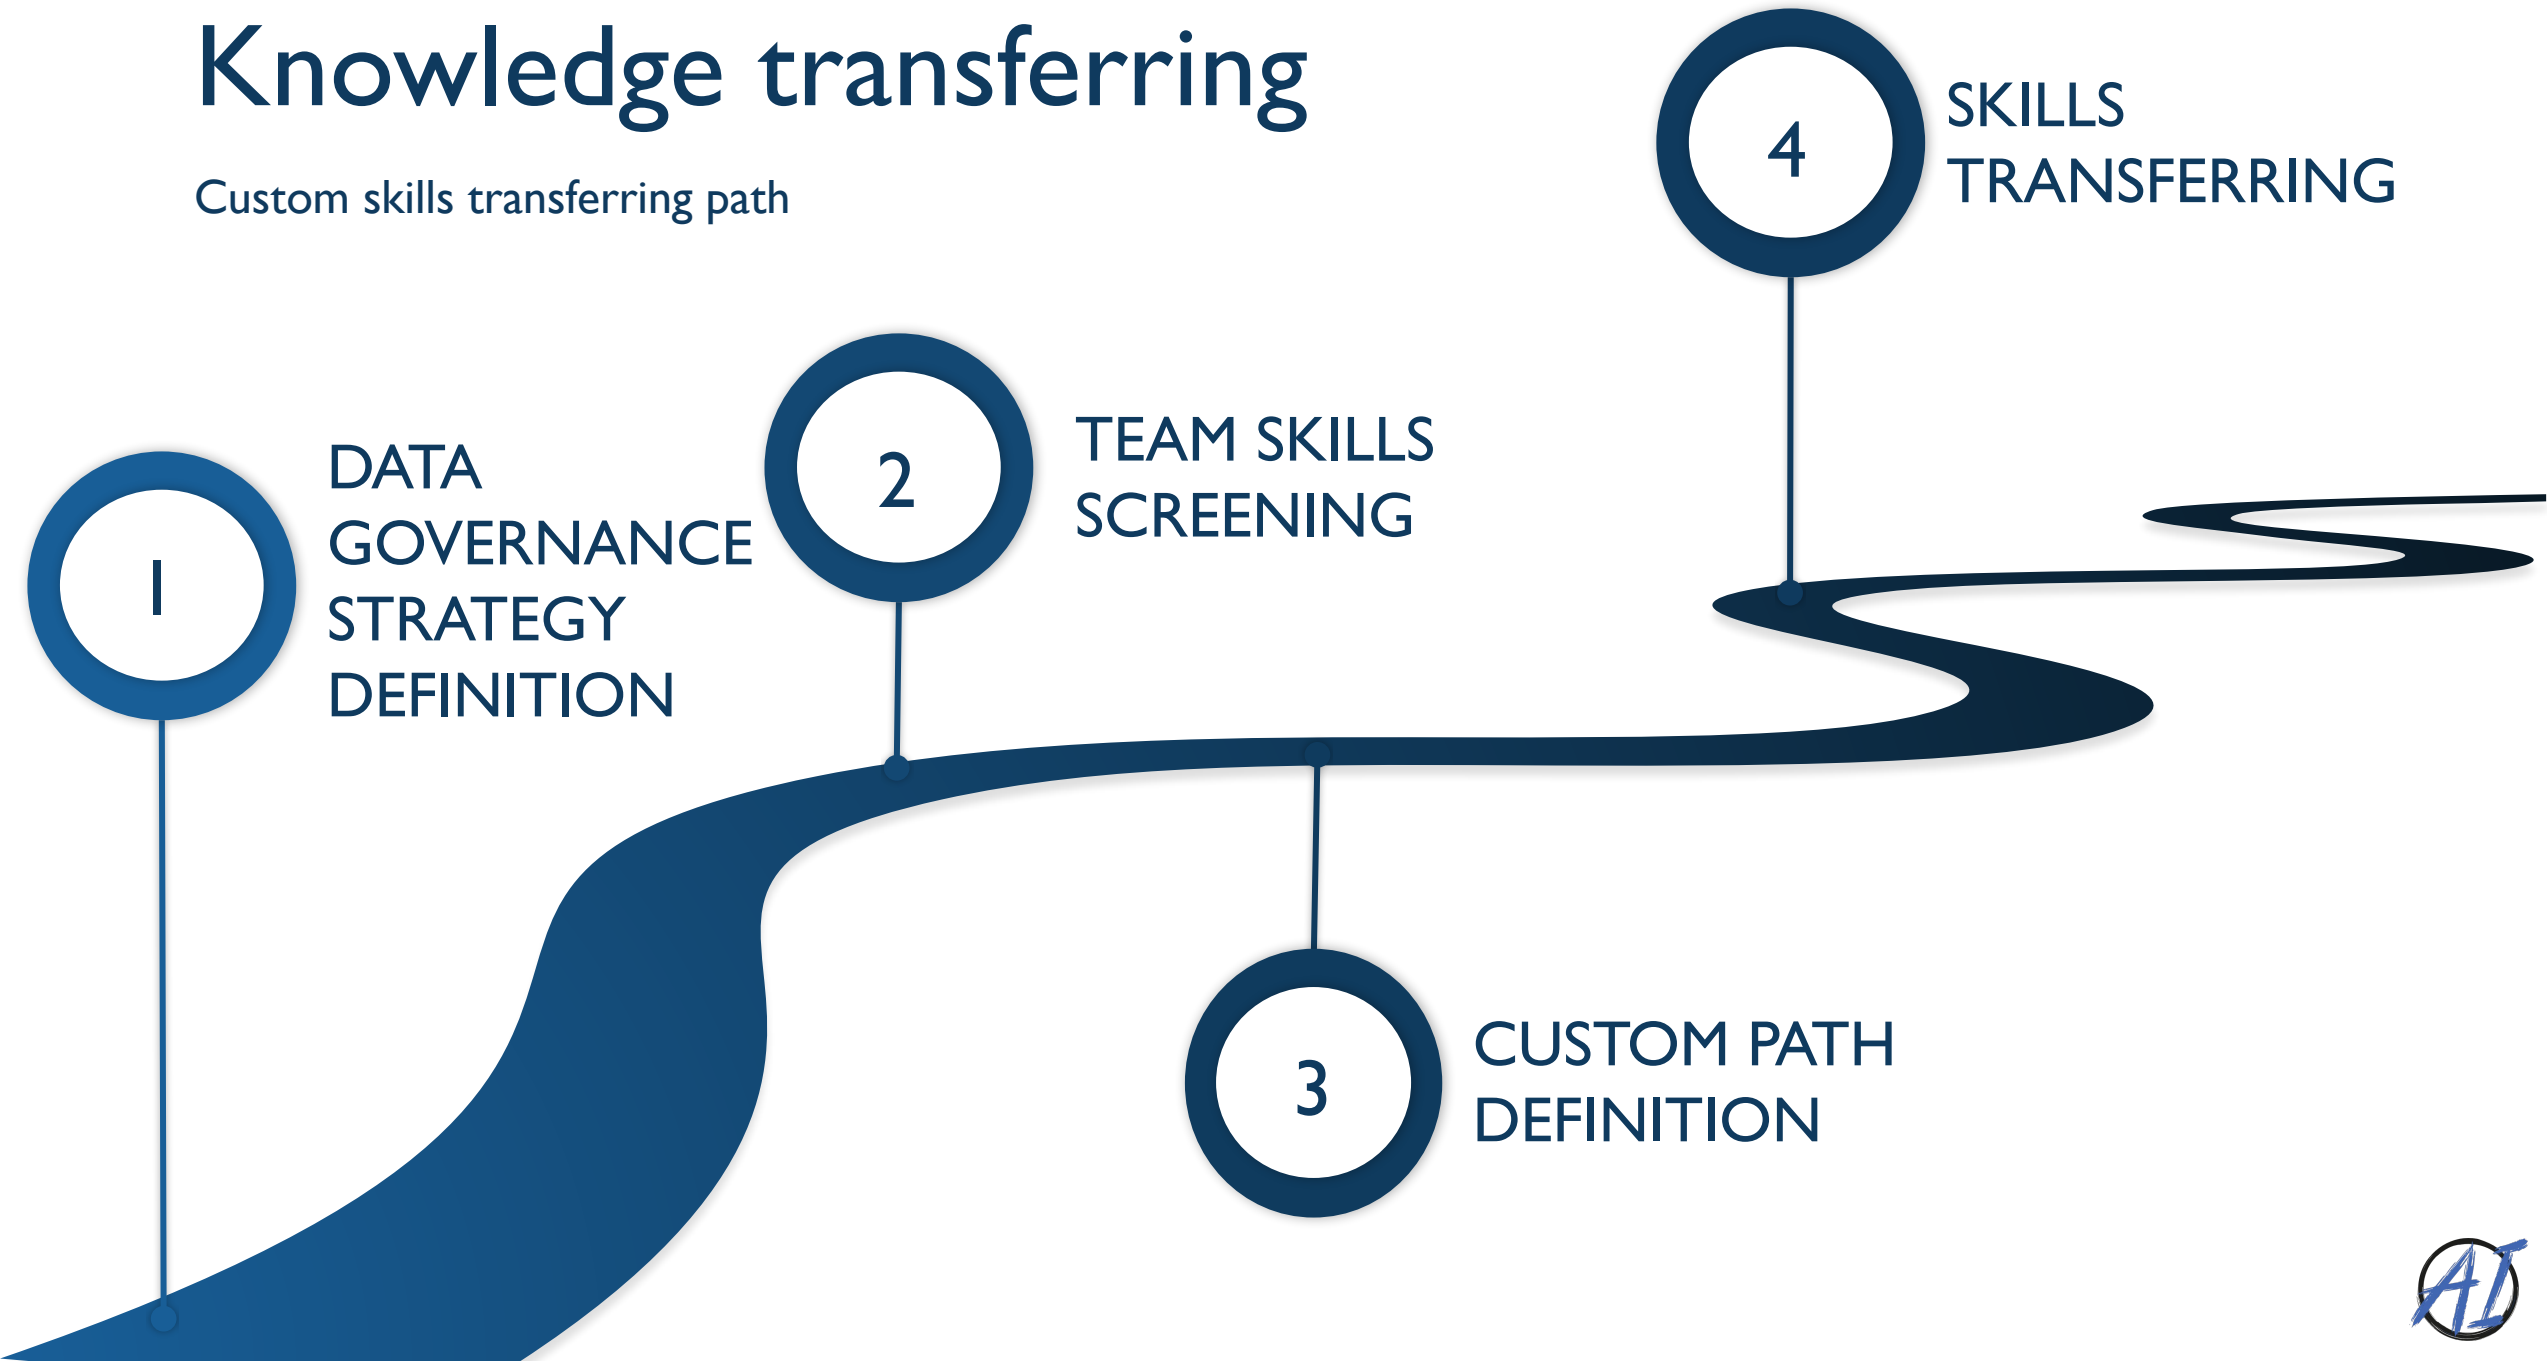 Knowledge transferring
Custom skills transferring path
1
DATA
GOVERNANCE
STRATEGY
DEFINITION
2
TEAM SKILLS
SCREENING
3
CUSTOM PATH
DEFINITION
4
SKILLS
TRANSFERRING
AI